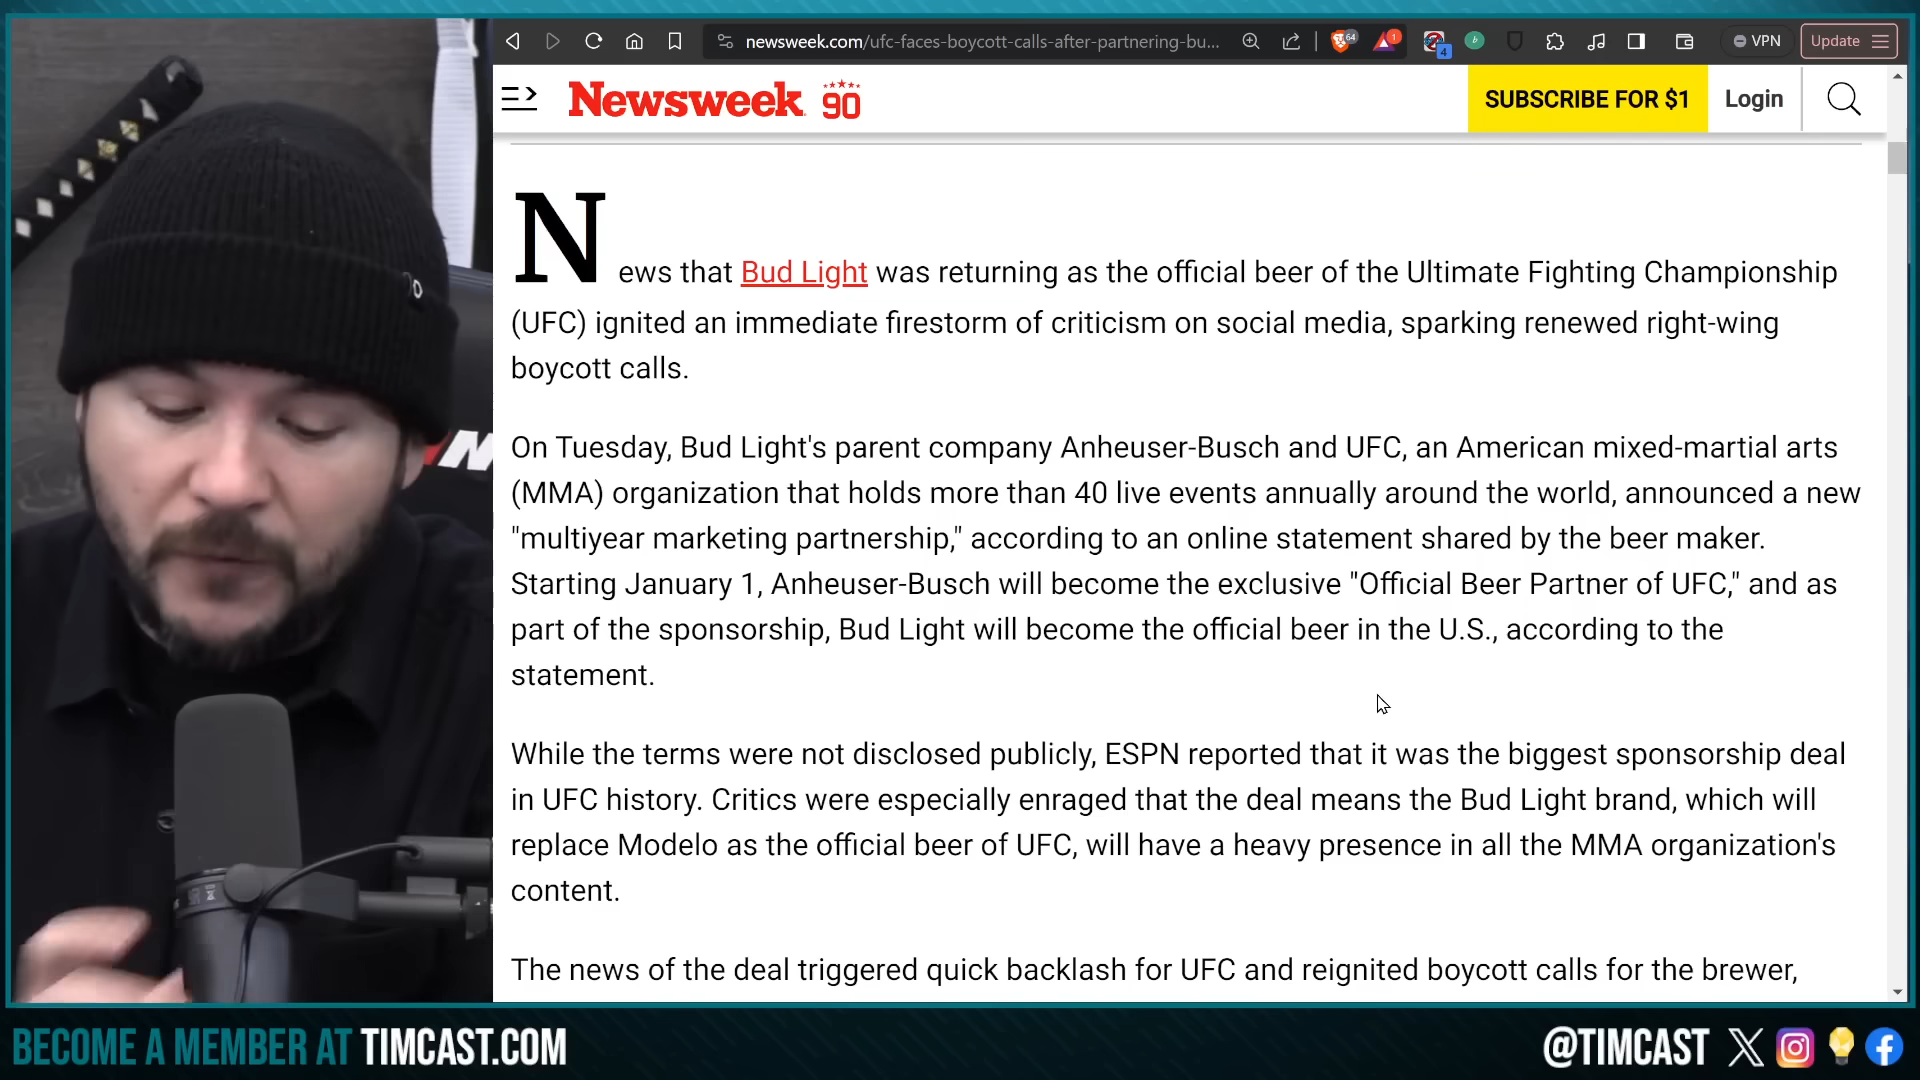 newsweek.com/ufc-faces-boycott-calls-after-partnering-bu...
64
1
4
b
VPN
Update
Newsweek 90
SUBSCRIBE FOR $1
Login
News that Bud Light was returning as the official beer of the Ultimate Fighting Championship
(UFC) ignited an immediate firestorm of criticism on social media, sparking renewed right-wing
boycott calls.
On Tuesday, Bud Light's parent company Anheuser-Busch and UFC, an American mixed-martial arts
(MMA) organization that holds more than 40 live events annually around the world, announced a new
"multiyear marketing partnership," according to an online statement shared by the beer maker.
Starting January 1, Anheuser-Busch will become the exclusive "Official Beer Partner of UFC," and as
part of the sponsorship, Bud Light will become the official beer in the U.S., according to the
statement.
While the terms were not disclosed publicly, ESPN reported that it was the biggest sponsorship deal
in UFC history. Critics were especially enraged that the deal means the Bud Light brand, which will
replace Modelo as the official beer of UFC, will have a heavy presence in all the MMA organization's
content.
The news of the deal triggered quick backlash for UFC and reignited boycott calls for the brewer,
BECOME A MEMBER AT TIMCAST.COM
@TIMCAST